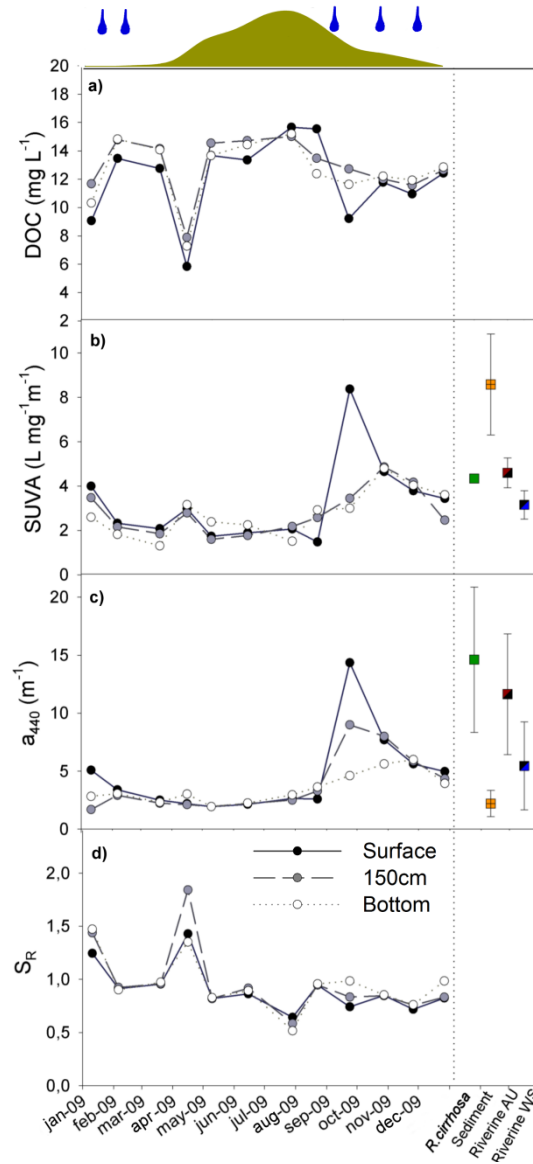 a)
20
18
16
14
12
10
8
6
4
2
DOC (mg L⁻¹)
b)
10
8
6
4
2
0
SUVA (L mg⁻¹m⁻¹)
c)
20
15
10
5
0
a₄₄₀ (m⁻¹)
d)
Surface
150cm
Bottom
2,0
1,5
1,0
0,5
0,0
S_R
jan-09
feb-09
mar-09
apr-09
may-09
jun-09
jul-09
aug-09
sep-09
oct-09
nov-09
dec-09
R.cirrhosa
Sediment
Riverine AU
Riverine WS